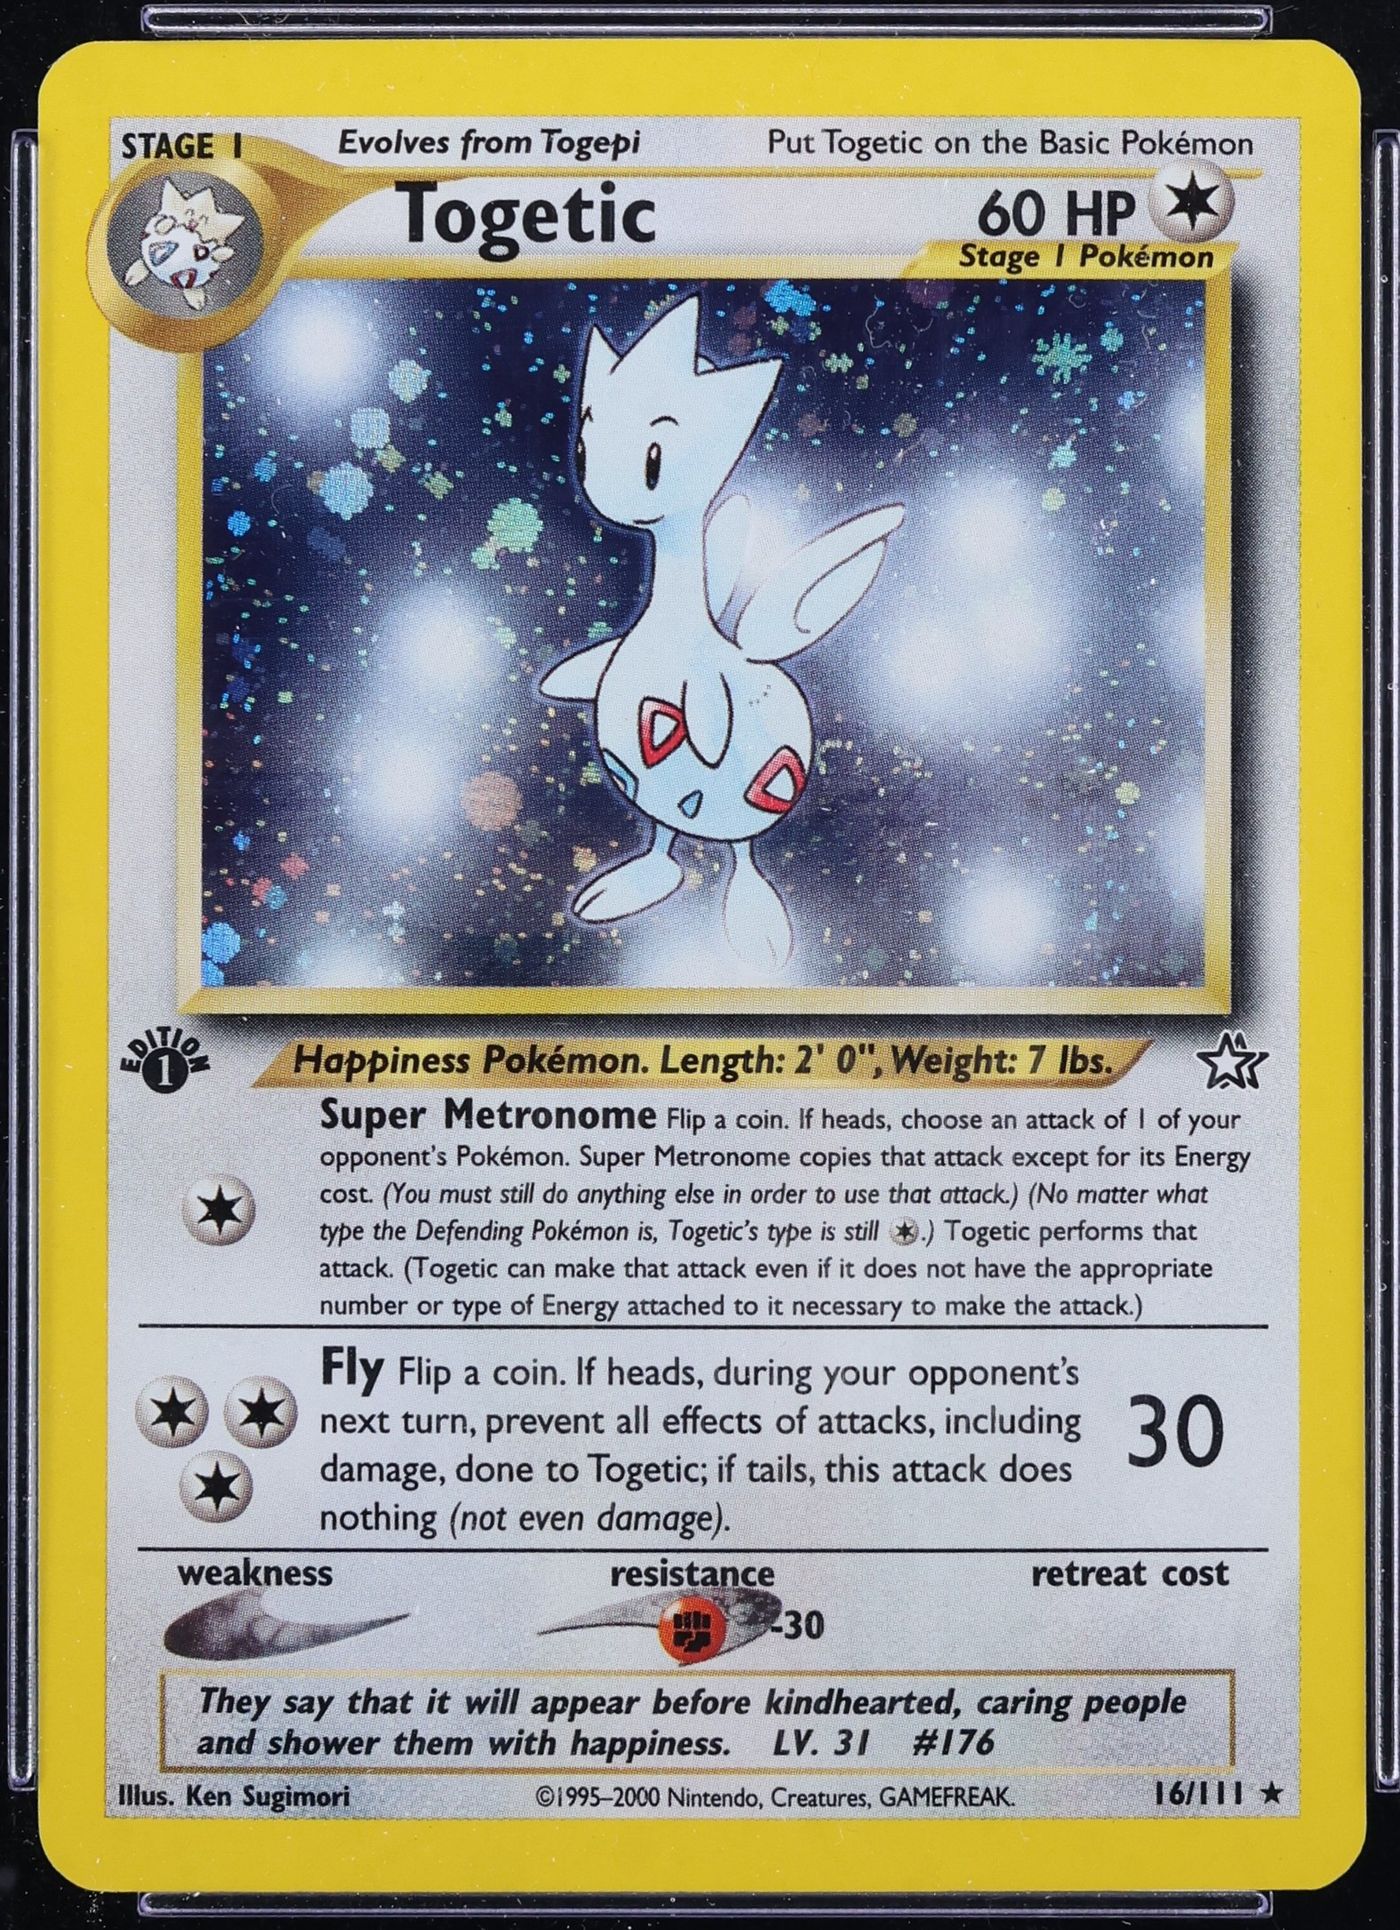 STAGE 1 Evolves from Togepi Put Togetic on the Basic Pokémon
Togetic 60 HP
Stage 1 Pokémon
EDITION
1
Happiness Pokémon. Length: 2' 0", Weight: 7 lbs.
Super Metronome Flip a coin. If heads, choose an attack of 1 of your
opponent's Pokémon. Super Metronome copies that attack except for its Energy
cost. (You must still do anything else in order to use that attack.) (No matter what
type the Defending Pokémon is, Togetic's type is still .) Togetic performs that
attack. (Togetic can make that attack even if it does not have the appropriate
number or type of Energy attached to it necessary to make the attack.)
Fly Flip a coin. If heads, during your opponent's
next turn, prevent all effects of attacks, including
damage, done to Togetic; if tails, this attack does
nothing (not even damage).
30
weakness resistance retreat cost
-30
They say that it will appear before kindhearted, caring people
and shower them with happiness. LV. 31 #176
Illus. Ken Sugimori ©1995–2000 Nintendo, Creatures, GAMEFREAK. 16/111 ★